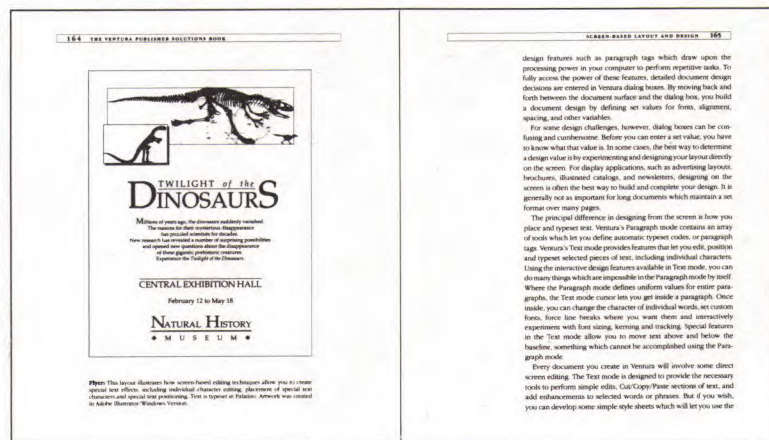 164 THE VENTURA PUBLISHER SOLUTIONS BOOK
TWILIGHT of the
DINOSAURS
Millions of years ago, the dinosaurs suddenly vanished.
The reasons for their mysterious disappearance
has puzzled scientists for decades.
New research has revealed a number of surprising possibilities
and opened new questions about the disappearance
of these gigantic prehistoric creatures.
Experience the Twilight of the Dinosaurs.
CENTRAL EXHIBITION HALL
February 12 to May 18
NATURAL HISTORY
MUSEUM
Flyer: This layout illustrates how screen-based editing techniques allow you to create
special text effects, including individual character editing, placement of special text
characters and special text positioning. Text is typeset in Palatino. Artwork was created
in Adobe Illustrator/Windows Version.
SCREEN-BASED LAYOUT AND DESIGN 165
design features such as paragraph tags which draw upon the
processing power in your computer to perform repetitive tasks. To
fully access the power of these features, detailed document design
decisions are entered in Ventura dialog boxes. By moving back and
forth between the document surface and the dialog box, you build
a document design by defining set values for fonts, alignment,
spacing, and other variables.
For some design challenges, however, dialog boxes can be con-
fusing and cumbersome. Before you can enter a set value, you have
to know what that value is. In some cases, the best way to determine
a design value is by experimenting and designing your layout directly
on the screen. For display applications, such as advertising layouts,
brochures, illustrated catalogs, and newsletters, designing on the
screen is often the best way to build and complete your design. It is
generally not as important for long documents which maintain a set
format over many pages.
The principal difference in designing from the screen is how you
place and typeset text. Ventura's Paragraph mode contains an array
of tools which let you define automatic typeset codes, or paragraph
tags. Ventura's Text mode provides features that let you edit, position
and typeset selected pieces of text, including individual characters.
Using the interactive design features available in Text mode, you can
do many things which are impossible in the Paragraph mode by itself.
Where the Paragraph mode defines uniform values for entire para-
graphs, the Text mode cursor lets you get inside a paragraph. Once
inside, you can change the character of individual words, set custom
fonts, force line breaks where you want them and interactively
experiment with font sizing, kerning and tracking. Special features
in the Text mode allow you to move text above and below the
baseline, something which cannot be accomplished using the Para-
graph mode.
Every document you create in Ventura will involve some direct
screen editing. The Text mode is designed to provide the necessary
tools to perform simple edits, Cut/Copy/Paste sections of text, and
add enhancements to selected words or phrases. But if you wish,
you can develop some simple style sheets which will let you use the